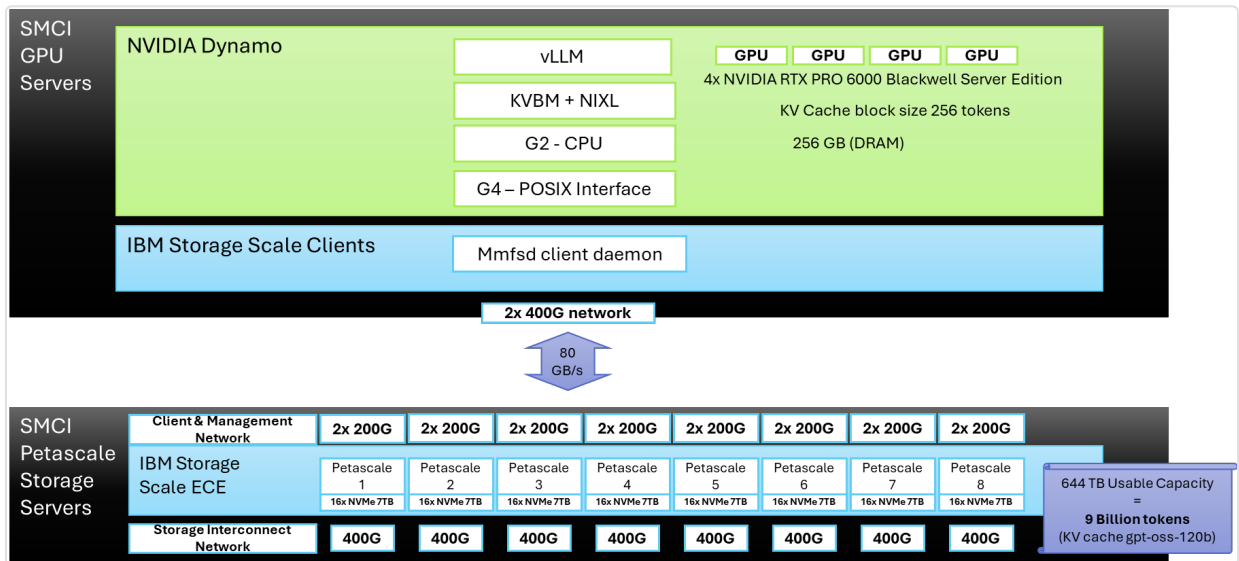 SMCI
GPU
Servers
NVIDIA Dynamo
vLLM
KVBM + NIXL
G2 - CPU
G4 – POSIX Interface
GPU GPU GPU GPU
4x NVIDIA RTX PRO 6000 Blackwell Server Edition
KV Cache block size 256 tokens
256 GB (DRAM)
IBM Storage Scale Clients
Mmfsd client daemon
2x 400G network
80
GB/s
SMCI
Petascale
Storage
Servers
Client & Management
Network
2x 200G 2x 200G 2x 200G 2x 200G 2x 200G 2x 200G 2x 200G 2x 200G
IBM Storage
Scale ECE
Petascale Petascale Petascale Petascale Petascale Petascale Petascale Petascale
1 2 3 4 5 6 7 8
16x NVMe 7TB 16x NVMe 7TB 16x NVMe 7TB 16x NVMe 7TB 16x NVMe 7TB 16x NVMe 7TB 16x NVMe 7TB 16x NVMe 7TB
Storage Interconnect
Network
400G 400G 400G 400G 400G 400G 400G 400G
644 TB Usable Capacity
=
9 Billion tokens
(KV cache gpt-oss-120b)